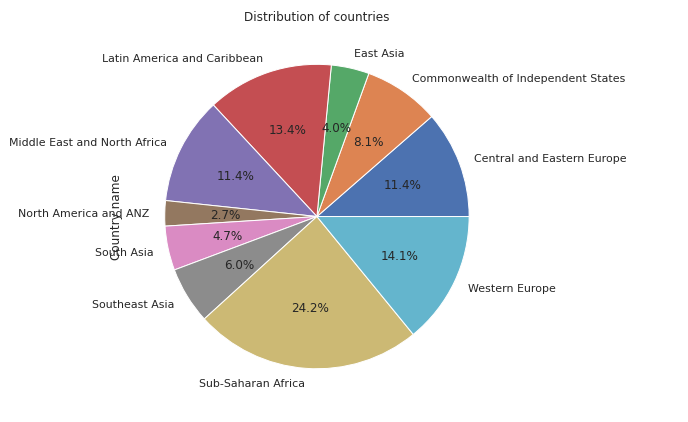 Distribution of countries
East Asia
Latin America and Caribbean
Commonwealth of Independent States
4.0%
13.4%
8.1%
Middle East and North Africa
Central and Eastern Europe
11.4%
11.4%
North America and ANZ
2.7%
Country name
4.7%
South Asia
14.1%
6.0%
Western Europe
Southeast Asia
24.2%
Sub-Saharan Africa